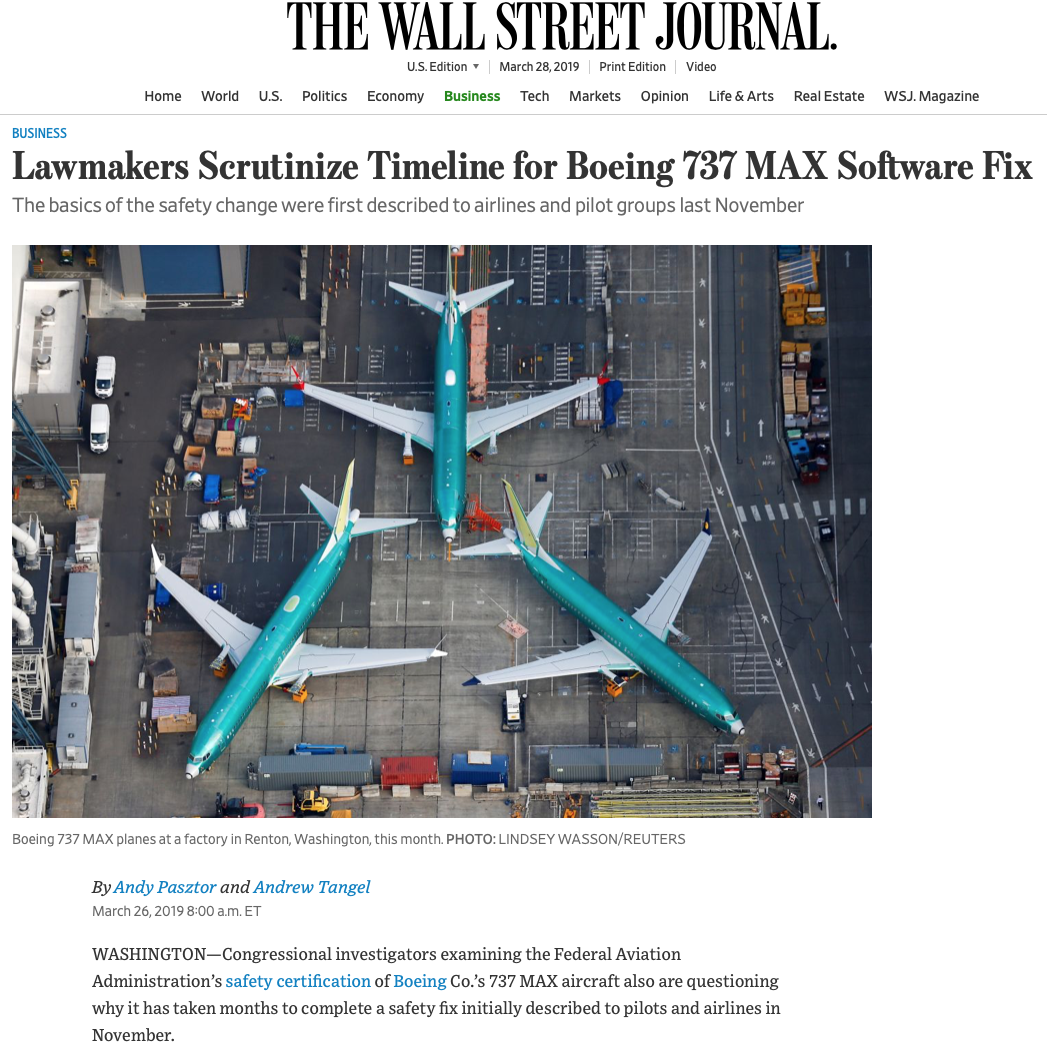 THE WALL STREET JOURNAL.
U.S. Edition ▼ March 28, 2019 Print Edition Video
Home World U.S. Politics Economy Business Tech Markets Opinion Life & Arts Real Estate WSJ. Magazine
BUSINESS
Lawmakers Scrutinize Timeline for Boeing 737 MAX Software Fix
The basics of the safety change were first described to airlines and pilot groups last November
15
MPH
Boeing 737 MAX planes at a factory in Renton, Washington, this month. PHOTO: LINDSEY WASSON/REUTERS
By Andy Pasztor and Andrew Tangel
March 26, 2019 8:00 a.m. ET
WASHINGTON—Congressional investigators examining the Federal Aviation
Administration’s safety certification of Boeing Co.’s 737 MAX aircraft also are questioning
why it has taken months to complete a safety fix initially described to pilots and airlines in
November.